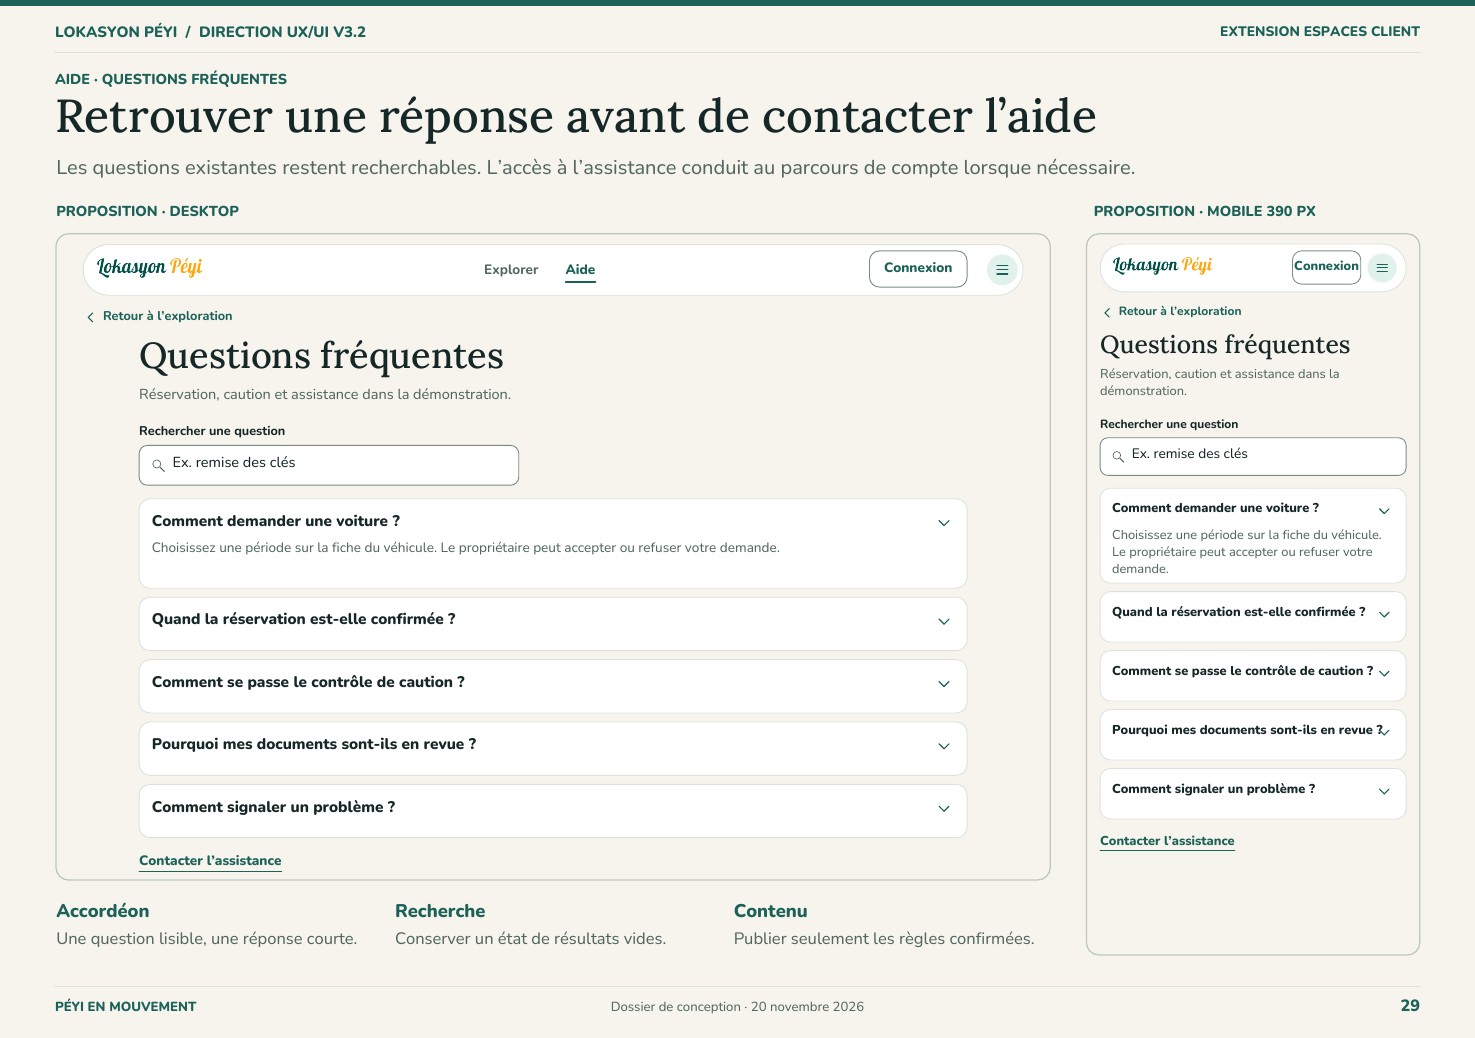 LOKASYON PÉYI / DIRECTION UX/UI V3.2
EXTENSION ESPACES CLIENT
AIDE · QUESTIONS FRÉQUENTES
Retrouver une réponse avant de contacter l’aide
Les questions existantes restent recherchables. L’accès à l’assistance conduit au parcours de compte lorsque nécessaire.
PROPOSITION · DESKTOP
Lokasyon Péyi
Explorer
Aide
Connexion
Retour à l’exploration
Questions fréquentes
Réservation, caution et assistance dans la démonstration.
Rechercher une question
Ex. remise des clés
Comment demander une voiture ?
Choisissez une période sur la fiche du véhicule. Le propriétaire peut accepter ou refuser votre demande.
Quand la réservation est-elle confirmée ?
Comment se passe le contrôle de caution ?
Pourquoi mes documents sont-ils en revue ?
Comment signaler un problème ?
Contacter l’assistance
PROPOSITION · MOBILE 390 PX
Lokasyon Péyi
Connexion
Retour à l’exploration
Questions fréquentes
Réservation, caution et assistance dans la
démonstration.
Rechercher une question
Ex. remise des clés
Comment demander une voiture ?
Choisissez une période sur la fiche du véhicule.
Le propriétaire peut accepter ou refuser votre
demande.
Quand la réservation est-elle confirmée ?
Comment se passe le contrôle de caution ?
Pourquoi mes documents sont-ils en revue ?
Comment signaler un problème ?
Contacter l’assistance
Accordéon
Une question lisible, une réponse courte.
Recherche
Conserver un état de résultats vides.
Contenu
Publier seulement les règles confirmées.
PÉYI EN MOUVEMENT
Dossier de conception · 20 novembre 2026
29